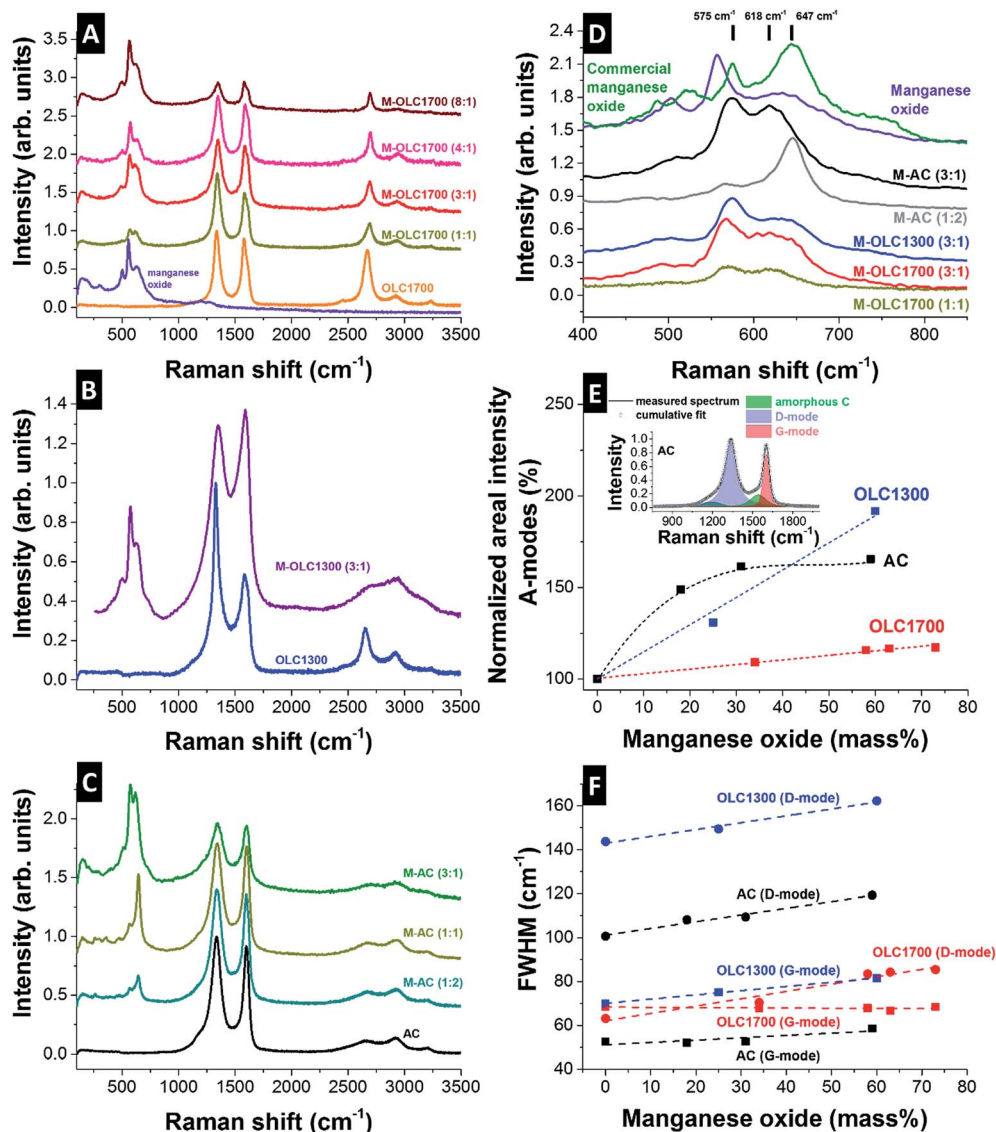 A
Intensity (arb. units)
3.5
3.0
2.5
2.0
1.5
1.0
0.5
0.0
M-OLC1700 (8:1)
M-OLC1700 (4:1)
M-OLC1700 (3:1)
M-OLC1700 (1:1)
manganese
oxide
OLC1700
500 1000 1500 2000 2500 3000 3500
Raman shift (cm-1)
B
Intensity (arb. units)
1.4
1.2
1.0
0.8
0.6
0.4
0.2
0.0
M-OLC1300 (3:1)
OLC1300
500 1000 1500 2000 2500 3000 3500
Raman shift (cm-1)
C
Intensity (arb. units)
2.0
1.5
1.0
0.5
0.0
M-AC (3:1)
M-AC (1:1)
M-AC (1:2)
AC
500 1000 1500 2000 2500 3000 3500
Raman shift (cm-1)
D
575 cm-1 618 cm-1 647 cm-1
Intensity (arb. units)
2.4
2.1
1.8
1.5
1.2
0.9
0.6
0.3
0.0
Commercial
manganese
oxide
Manganese
oxide
M-AC (3:1)
M-AC (1:2)
M-OLC1300 (3:1)
M-OLC1700 (3:1)
M-OLC1700 (1:1)
400 500 600 700 800
Raman shift (cm-1)
E
Normalized areal intensity
A-modes (%)
250
200
150
100
measured spectrum
cumulative fit
amorphous C
D-mode
G-mode
AC
Intensity
1.0
0.8
0.6
0.4
0.2
0.0
900 1200 1500 1800
Raman shift (cm-1)
OLC1300
AC
OLC1700
0 10 20 30 40 50 60 70 80
Manganese oxide (mass%)
F
FWHM (cm-1)
160
140
120
100
80
60
40
OLC1300 (D-mode)
AC (D-mode)
OLC1700 (D-mode)
OLC1300 (G-mode)
OLC1700 (G-mode)
AC (G-mode)
0 10 20 30 40 50 60 70 80
Manganese oxide (mass%)